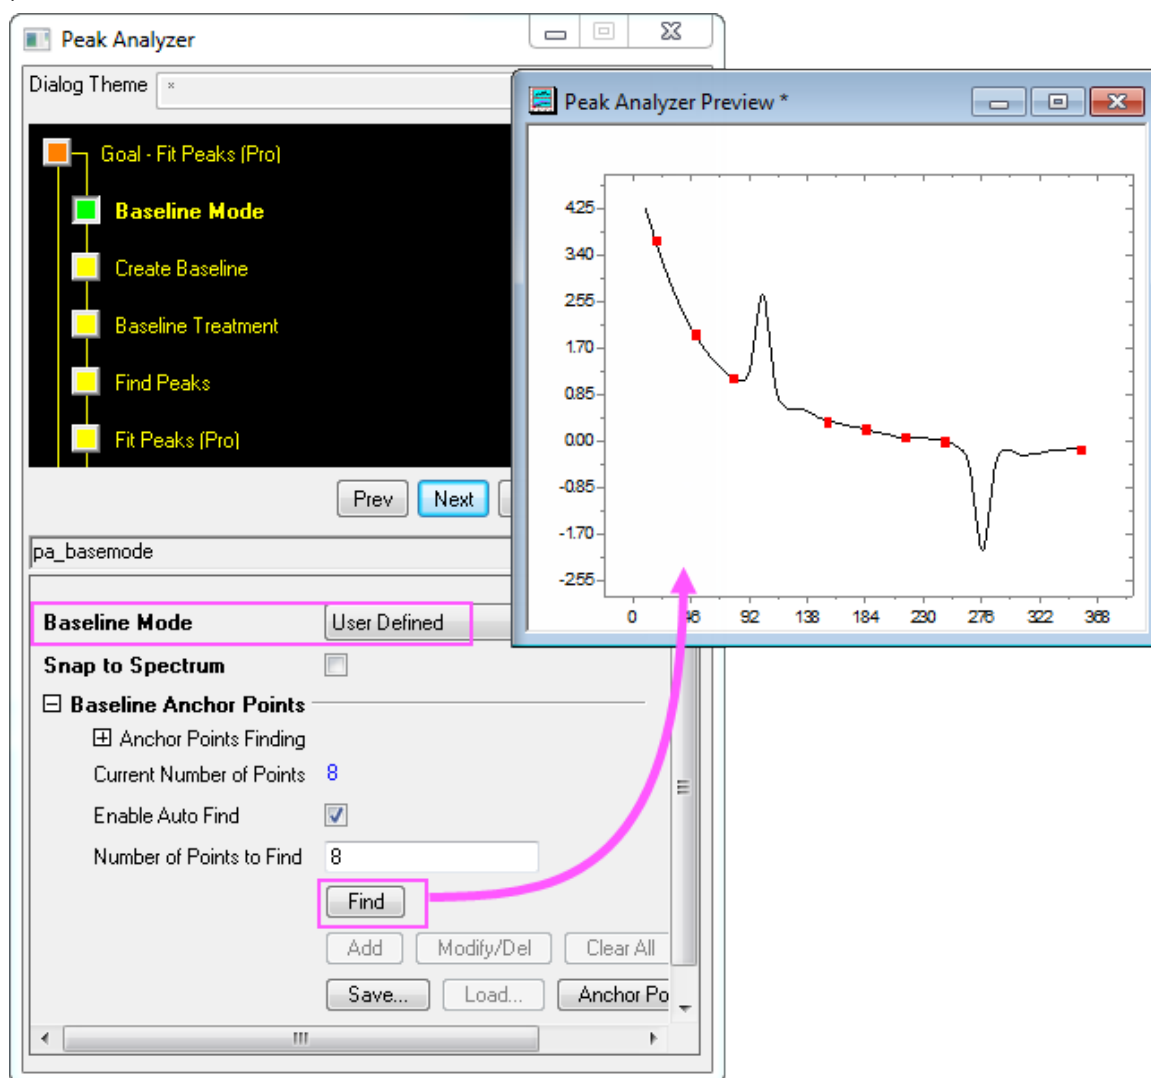 Peak Analyzer
Dialog Theme *
Goal - Fit Peaks (Pro)
Baseline Mode
Create Baseline
Baseline Treatment
Find Peaks
Fit Peaks (Pro)
Prev Next
pa_basemode
Baseline Mode User Defined
Snap to Spectrum
Baseline Anchor Points
Anchor Points Finding
Current Number of Points 8
Enable Auto Find
Number of Points to Find 8
Find
Add Modify/Del Clear All
Save... Load... Anchor Po
Peak Analyzer Preview *
4.25
3.40
2.55
1.70
0.85
0.00
-0.85
-1.70
-2.55
0 46 92 138 184 230 276 322 368